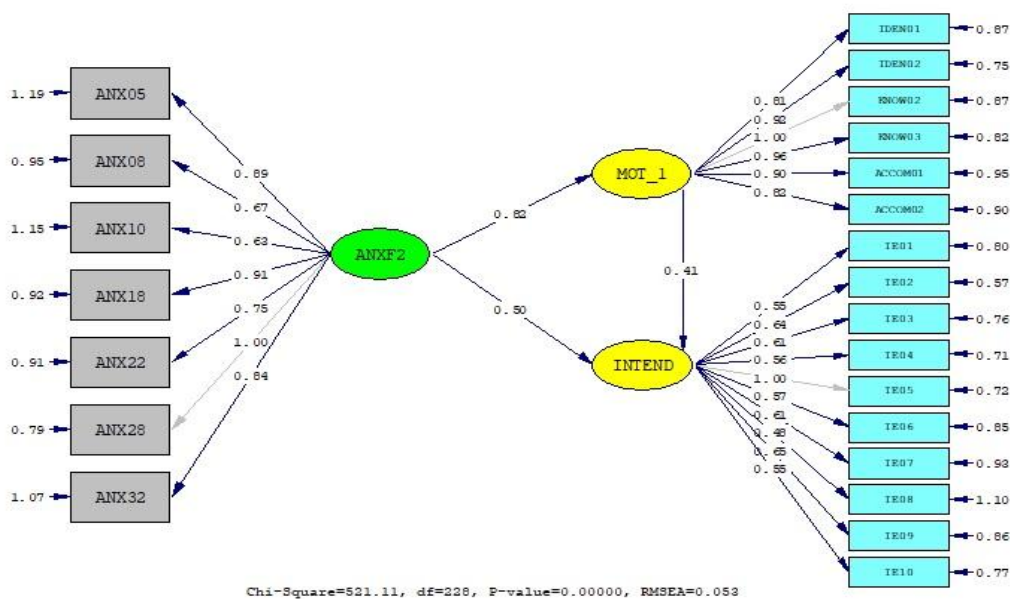 1.19 ANX05
0.95 ANX08
1.15 ANX10
0.92 ANX18
0.91 ANX22
0.79 ANX28
1.07 ANX32
0.89
0.67
0.63
0.91
0.75
1.00
0.84
ANXF2
0.82
0.50
MOT_1
0.41
INTEND
0.81
0.92
1.00
0.96
0.90
0.82
0.55
0.64
0.61
0.56
1.00
0.57
0.61
0.48
0.65
0.55
IDEN01 0.87
IDEN02 0.75
KNOW02 0.87
KNOW03 0.82
ACCOM01 0.95
ACCOM02 0.90
IE01 0.80
IE02 0.57
IE03 0.76
IE04 0.71
IE05 0.72
IE06 0.85
IE07 0.93
IE08 1.10
IE09 0.86
IE10 0.77
Chi-Square=521.11, df=228, P-value=0.00000, RMSEA=0.053